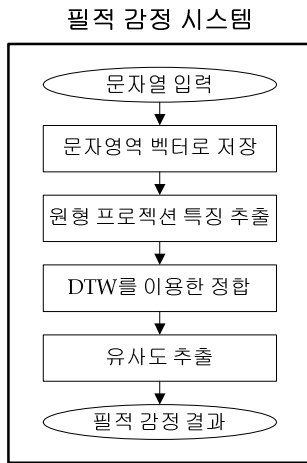 필적 감정 시스템
문자열 입력
문자영역 벡터로 저장
원형 프로젝션 특징 추출
DTW를 이용한 정합
유사도 추출
필적 감정 결과